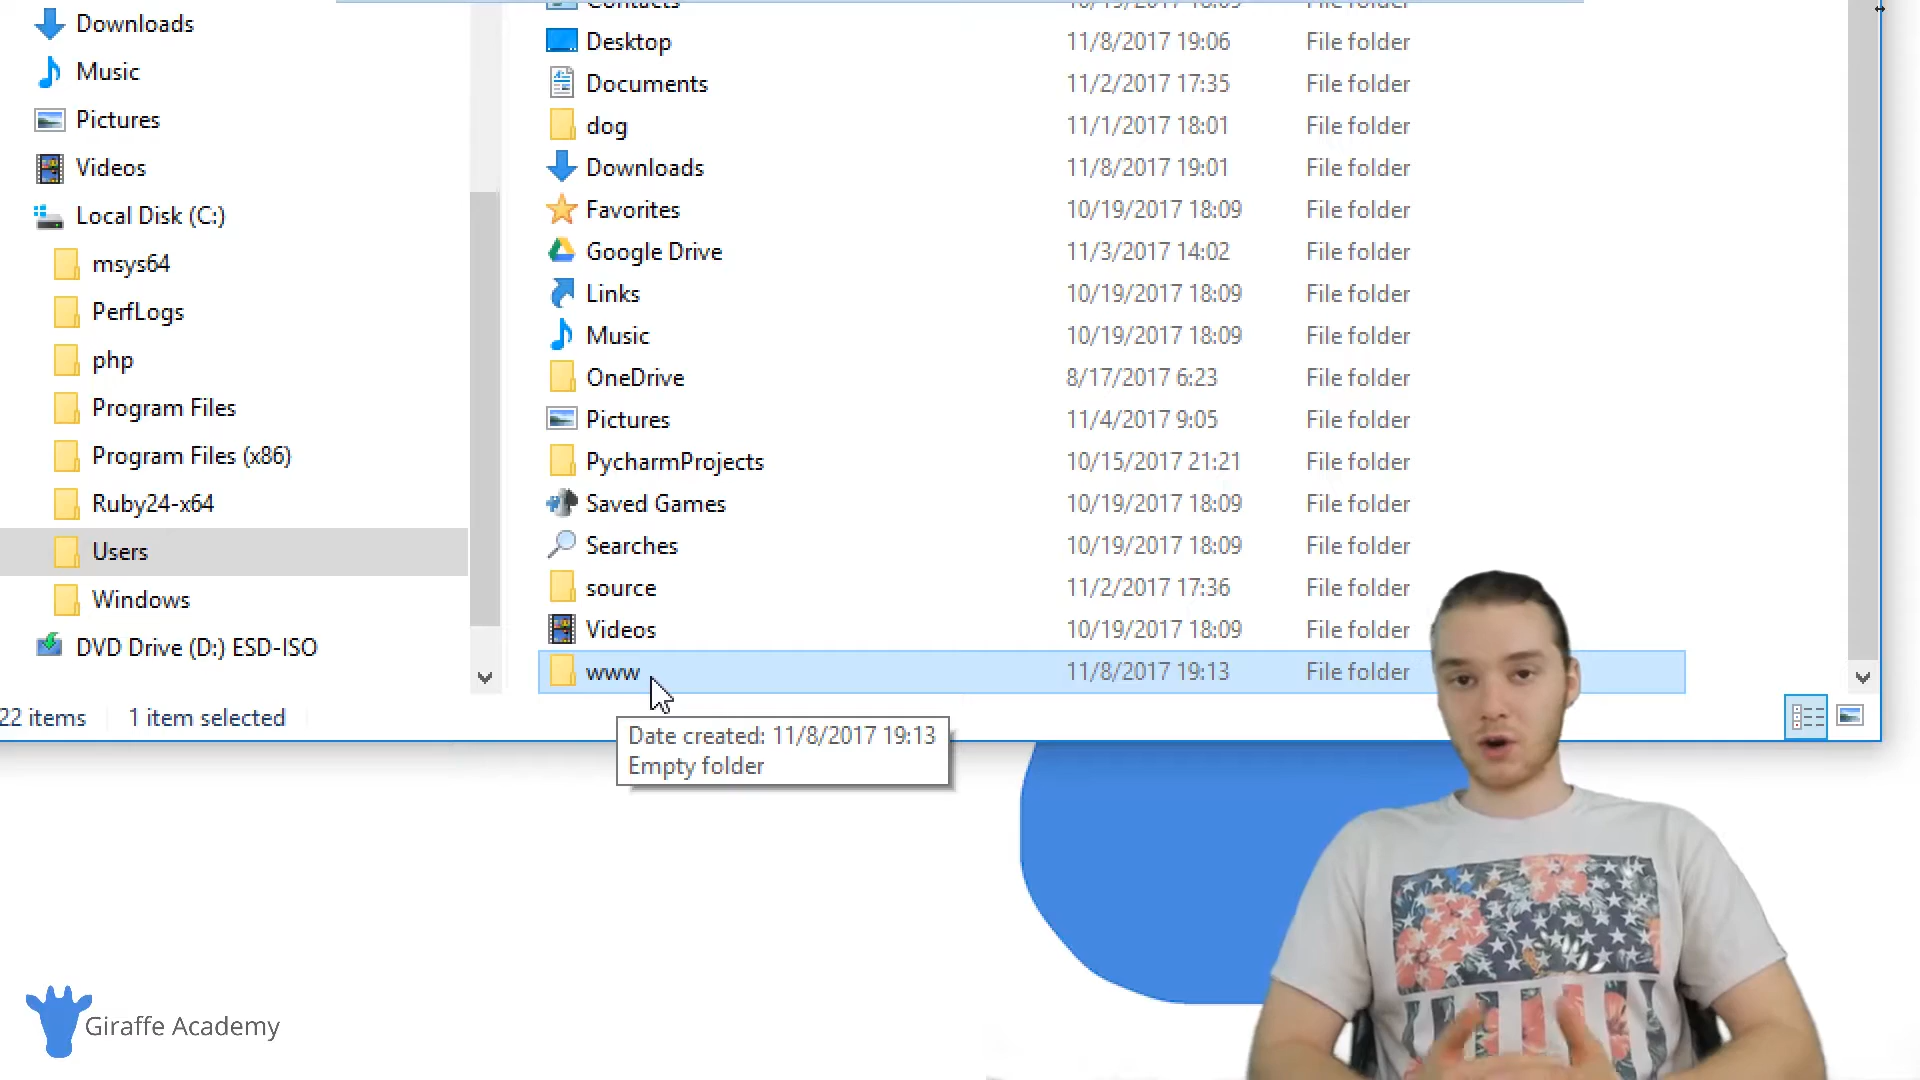 Downloads
Music
Pictures
Videos
Local Disk (C:)
msys64
PerfLogs
php
Program Files
Program Files (x86)
Ruby24-x64
Users
Windows
DVD Drive (D:) ESD-ISO
22 items 1 item selected
Contacts 10/19/2017 18:09 File folder
Desktop 11/8/2017 19:06 File folder
Documents 11/2/2017 17:35 File folder
dog 11/1/2017 18:01 File folder
Downloads 11/8/2017 19:01 File folder
Favorites 10/19/2017 18:09 File folder
Google Drive 11/3/2017 14:02 File folder
Links 10/19/2017 18:09 File folder
Music 10/19/2017 18:09 File folder
OneDrive 8/17/2017 6:23 File folder
Pictures 11/4/2017 9:05 File folder
PycharmProjects 10/15/2017 21:21 File folder
Saved Games 10/19/2017 18:09 File folder
Searches 10/19/2017 18:09 File folder
source 11/2/2017 17:36 File folder
Videos 10/19/2017 18:09 File folder
www 11/8/2017 19:13 File folder
Date created: 11/8/2017 19:13
Empty folder
Giraffe Academy